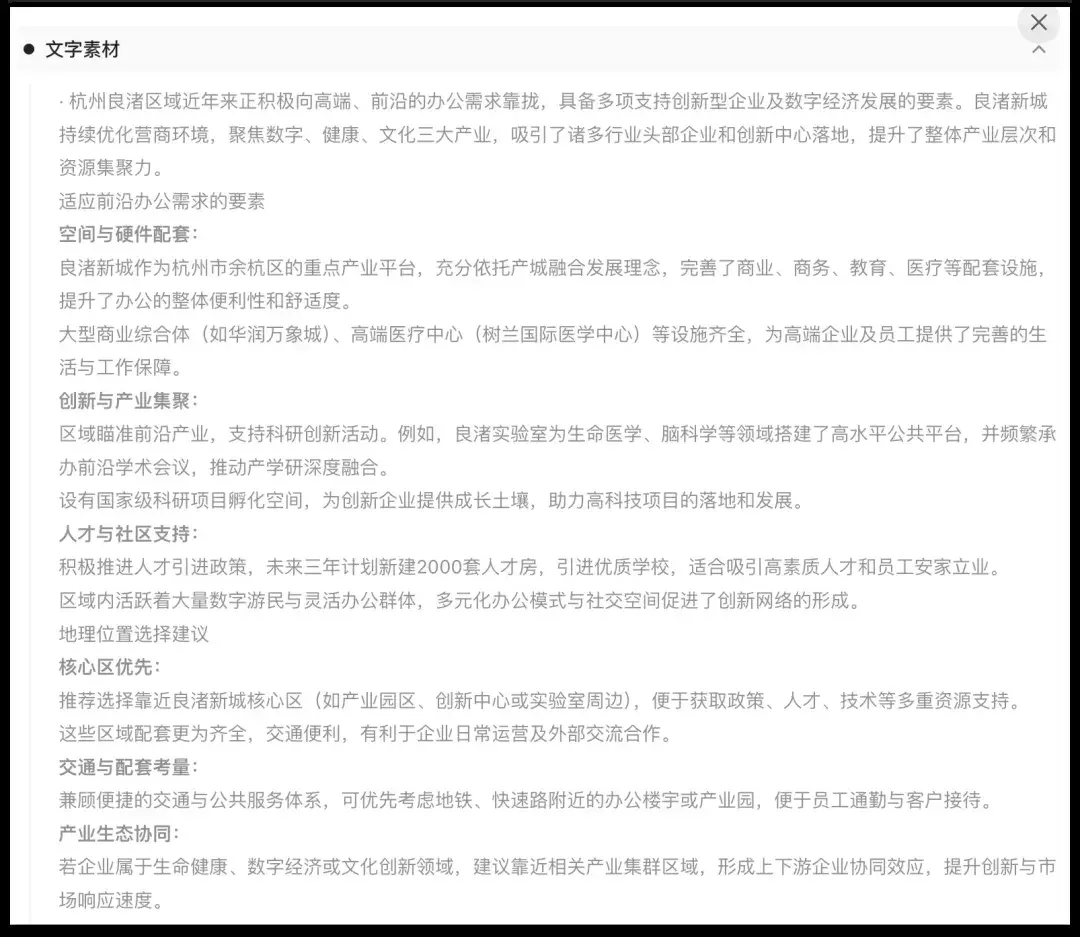 文字素材
· 杭州良渚区域近年来正积极向高端、前沿的办公需求靠拢，具备多项支持创新型企业及数字经济发展的要素。良渚新城
持续优化营商环境，聚焦数字、健康、文化三大产业，吸引了诸多行业头部企业和创新中心落地，提升了整体产业层次和
资源集聚力。
适应前沿办公需求的要素
空间与硬件配套：
良渚新城作为杭州市余杭区的重点产业平台，充分依托产城融合发展理念，完善了商业、商务、教育、医疗等配套设施，
提升了办公的整体便利性和舒适度。
大型商业综合体（如华润万象城）、高端医疗中心（树兰国际医学中心）等设施齐全，为高端企业及员工提供了完善的生
活与工作保障。
创新与产业集聚：
区域瞄准前沿产业，支持科研创新活动。例如，良渚实验室为生命医学、脑科学等领域搭建了高水平公共平台，并频繁承
办前沿学术会议，推动产学研深度融合。
设有国家级科研项目孵化空间，为创新企业提供成长土壤，助力高科技项目的落地和发展。
人才与社区支持：
积极推进人才引进政策，未来三年计划新建2000套人才房，引进优质学校，适合吸引高素质人才和员工安家立业。
区域内活跃着大量数字游民与灵活办公群体，多元化办公模式与社交空间促进了创新网络的形成。
地理位置选择建议
核心区优先：
推荐选择靠近良渚新城核心区（如产业园区、创新中心或实验室周边），便于获取政策、人才、技术等多重资源支持。
这些区域配套更为齐全，交通便利，有利于企业日常运营及外部交流合作。
交通与配套考量：
兼顾便捷的交通与公共服务体系，可优先考虑地铁、快速路附近的办公楼宇或产业园，便于员工通勤与客户接待。
产业生态协同：
若企业属于生命健康、数字经济或文化创新领域，建议靠近相关产业集群区域，形成上下游企业协同效应，提升创新与市
场响应速度。